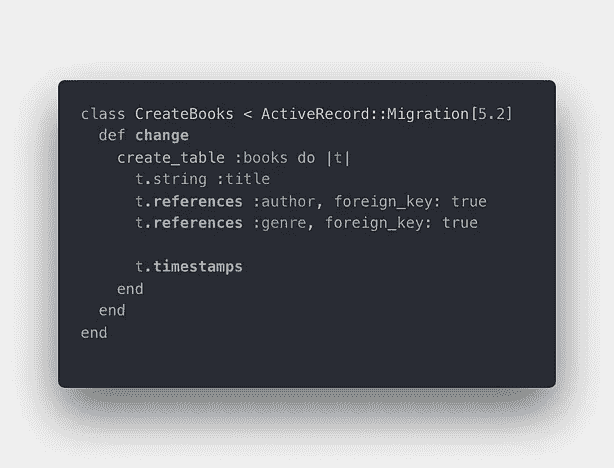 class CreateBooks < ActiveRecord::Migration[5.2]
  def change
    create_table :books do |t|
      t.string :title
      t.references :author, foreign_key: true
      t.references :genre, foreign_key: true

      t.timestamps
    end
  end
end